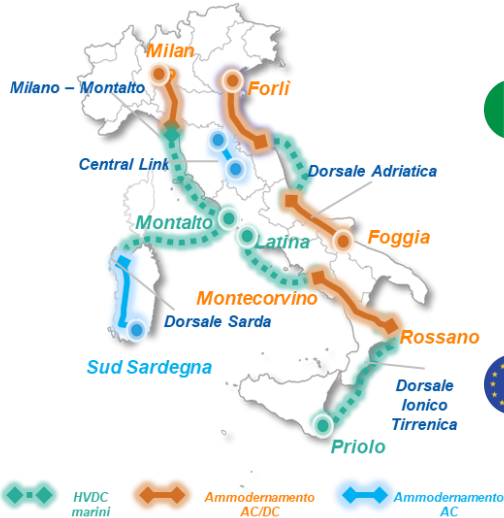 Milan
Forlì
Milano – Montalto
Central Link
Dorsale Adriatica
Montalto
Latina
Foggia
Montecorvino
Dorsale Sarda
Rossano
Sud Sardegna
Dorsale
Ionico
Tirrenica
Priolo
HVDC
marini
Ammodernamento
AC/DC
Ammodernamento
AC